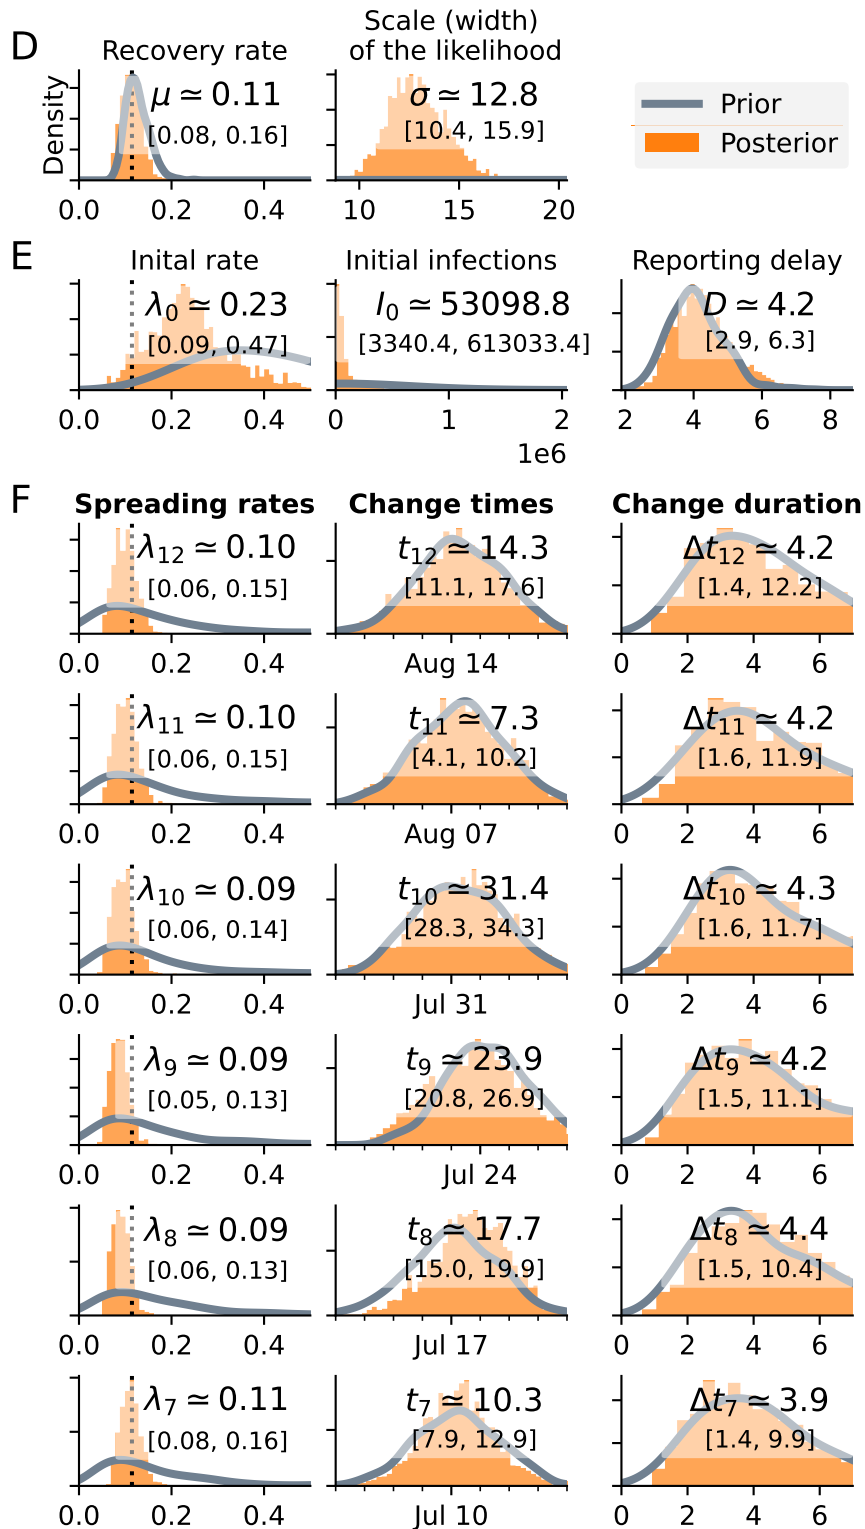 D
Recovery rate
Scale (width)
of the likelihood
Density
μ ≃ 0.11
[0.08, 0.16]
0.0 0.2 0.4
σ ≃ 12.8
[10.4, 15.9]
10 15 20
Prior
Posterior
E
Inital rate
λ0 ≃ 0.23
[0.09, 0.47]
0.0 0.2 0.4
Initial infections
I0 ≃ 53098.8
[3340.4, 613033.4]
0 1 2
1e6
Reporting delay
D ≃ 4.2
[2.9, 6.3]
2 4 6 8
F
Spreading rates
Change times
Change duration
λ12 ≃ 0.10
[0.06, 0.15]
0.0 0.2 0.4
t12 ≃ 14.3
[11.1, 17.6]
Aug 14
Δt12 ≃ 4.2
[1.4, 12.2]
0 2 4 6
λ11 ≃ 0.10
[0.06, 0.15]
0.0 0.2 0.4
t11 ≃ 7.3
[4.1, 10.2]
Aug 07
Δt11 ≃ 4.2
[1.6, 11.9]
0 2 4 6
λ10 ≃ 0.09
[0.06, 0.14]
0.0 0.2 0.4
t10 ≃ 31.4
[28.3, 34.3]
Jul 31
Δt10 ≃ 4.3
[1.6, 11.7]
0 2 4 6
λ9 ≃ 0.09
[0.05, 0.13]
0.0 0.2 0.4
t9 ≃ 23.9
[20.8, 26.9]
Jul 24
Δt9 ≃ 4.2
[1.5, 11.1]
0 2 4 6
λ8 ≃ 0.09
[0.06, 0.13]
0.0 0.2 0.4
t8 ≃ 17.7
[15.0, 19.9]
Jul 17
Δt8 ≃ 4.4
[1.5, 10.4]
0 2 4 6
λ7 ≃ 0.11
[0.08, 0.16]
0.0 0.2 0.4
t7 ≃ 10.3
[7.9, 12.9]
Jul 10
Δt7 ≃ 3.9
[1.4, 9.9]
0 2 4 6